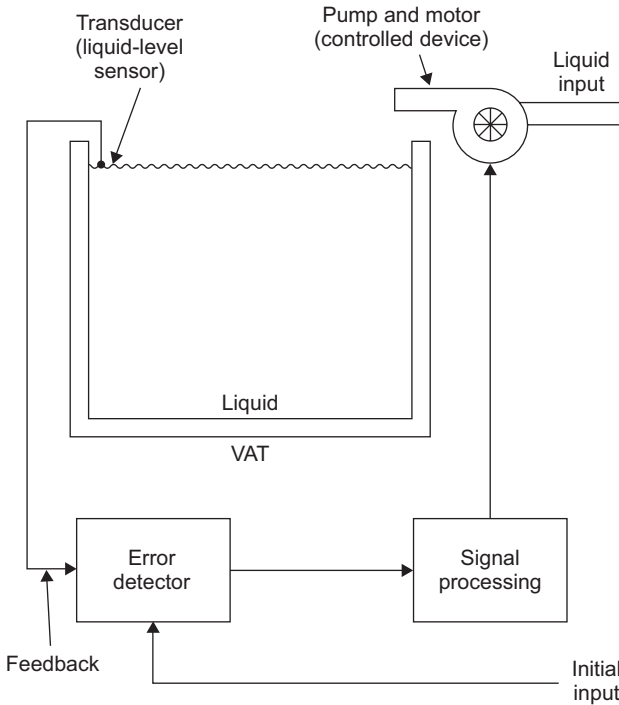 Transducer
(liquid-level
sensor)
Pump and motor
(controlled device)
Liquid
input
Liquid
VAT
Error
detector
Signal
processing
Feedback
Initial
input